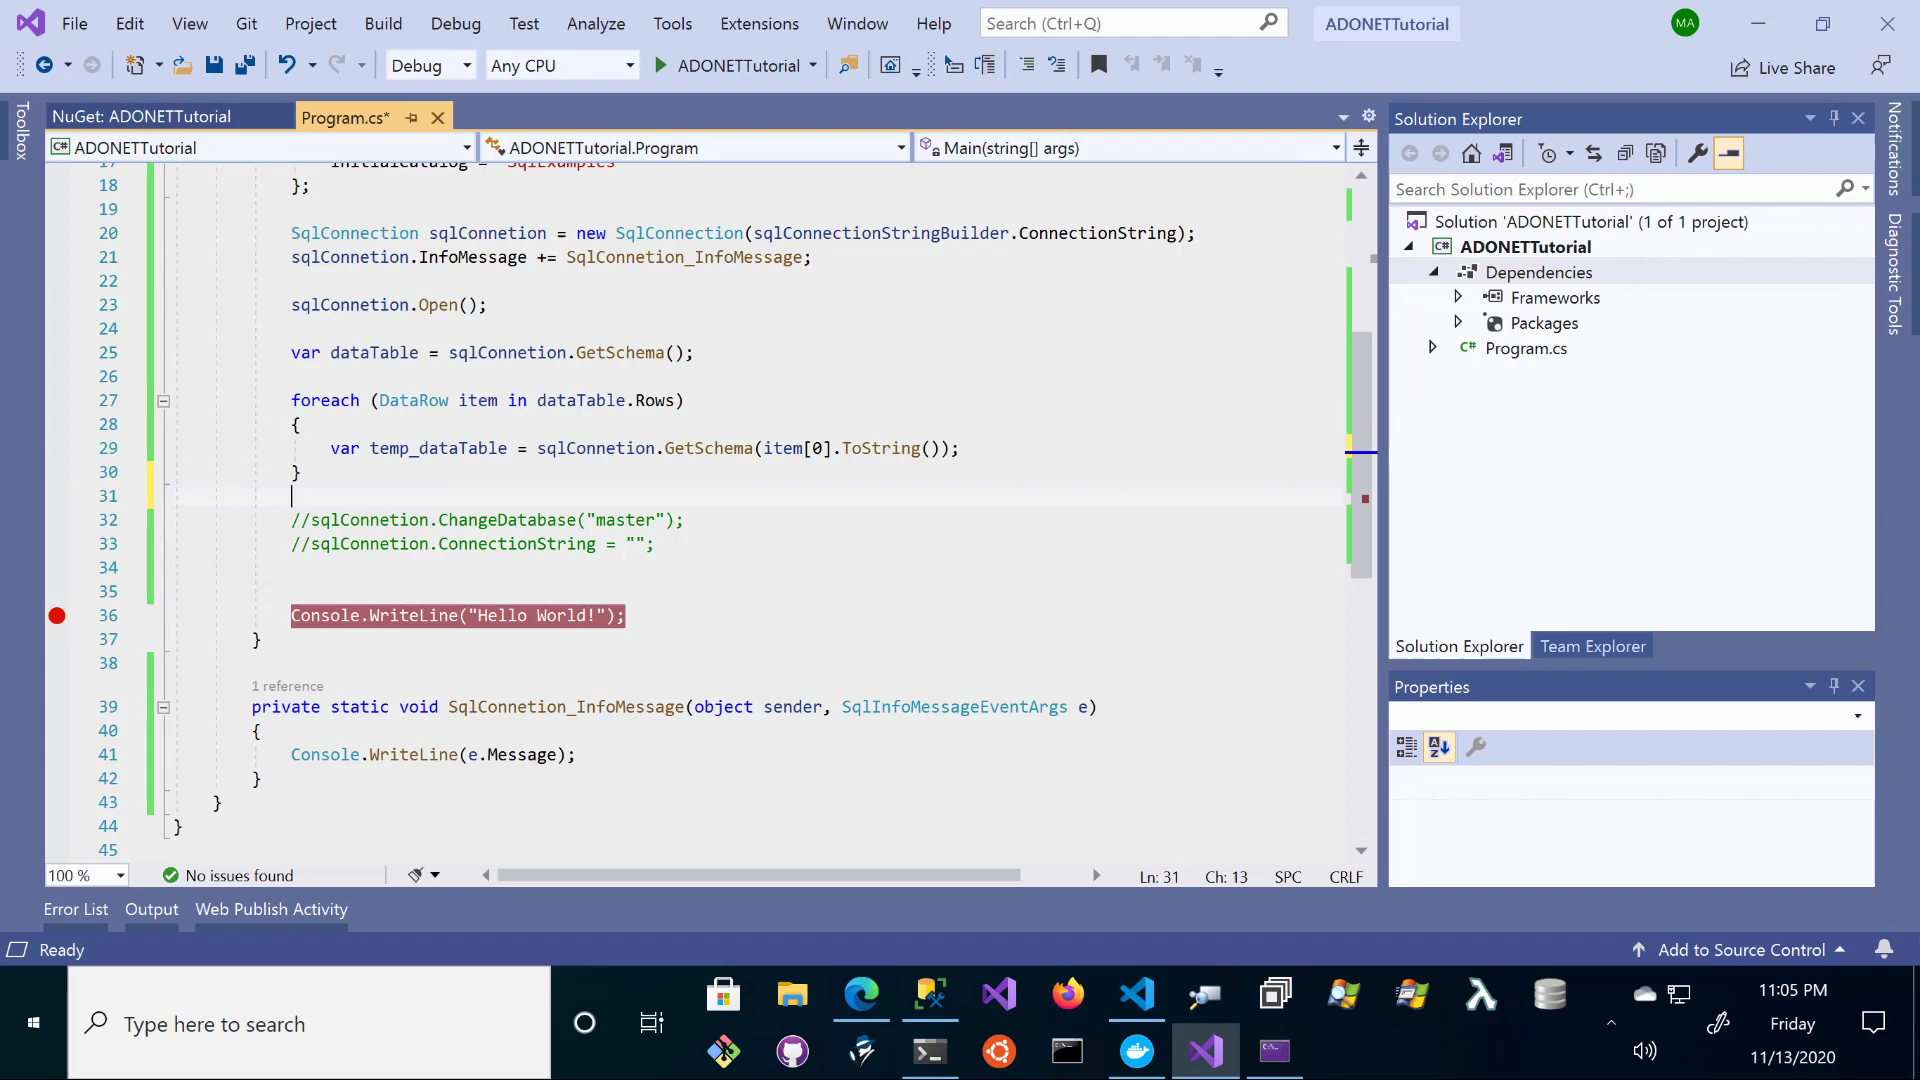 File Edit View Git Project Build Debug Test Analyze Tools Extensions Window Help Search (Ctrl+Q) ADONETTutorial MA
Debug Any CPU ADONETTutorial Live Share
Toolbox
NuGet: ADONETTutorial Program.cs*
ADONETTutorial ADONETTutorial.Program Main(string[] args)
17 InitialCatalog = "SqlExamples"
18 };
19
20 SqlConnection sqlConnetion = new SqlConnection(sqlConnectionStringBuilder.ConnectionString);
21 sqlConnetion.InfoMessage += SqlConnetion_InfoMessage;
22
23 sqlConnetion.Open();
24
25 var dataTable = sqlConnetion.GetSchema();
26
27 foreach (DataRow item in dataTable.Rows)
28 {
29 var temp_dataTable = sqlConnetion.GetSchema(item[0].ToString());
30 }
31
32 //sqlConnetion.ChangeDatabase("master");
33 //sqlConnetion.ConnectionString = "";
34
35
36 Console.WriteLine("Hello World!");
37 }
38
1 reference
39 private static void SqlConnetion_InfoMessage(object sender, SqlInfoMessageEventArgs e)
40 {
41 Console.WriteLine(e.Message);
42 }
43 }
44 }
45
100 % No issues found Ln: 31 Ch: 13 SPC CRLF
Solution Explorer
Search Solution Explorer (Ctrl+;)
Solution 'ADONETTutorial' (1 of 1 project)
C# ADONETTutorial
Dependencies
Frameworks
Packages
C# Program.cs
Solution Explorer Team Explorer
Properties
Notifications
Diagnostic Tools
Error List Output Web Publish Activity
Ready Add to Source Control
Type here to search
11:05 PM
Friday
11/13/2020